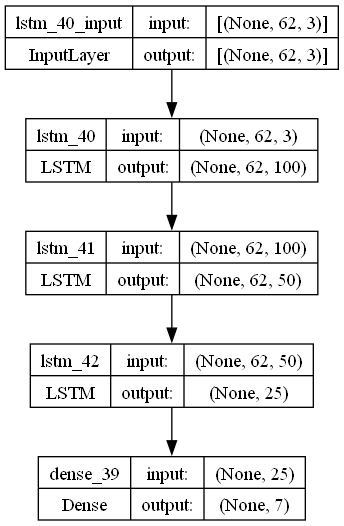 lstm_40_input input: [(None, 62, 3)]
InputLayer output: [(None, 62, 3)]
lstm_40 input: (None, 62, 3)
LSTM output: (None, 62, 100)
lstm_41 input: (None, 62, 100)
LSTM output: (None, 62, 50)
lstm_42 input: (None, 62, 50)
LSTM output: (None, 25)
dense_39 input: (None, 25)
Dense output: (None, 7)